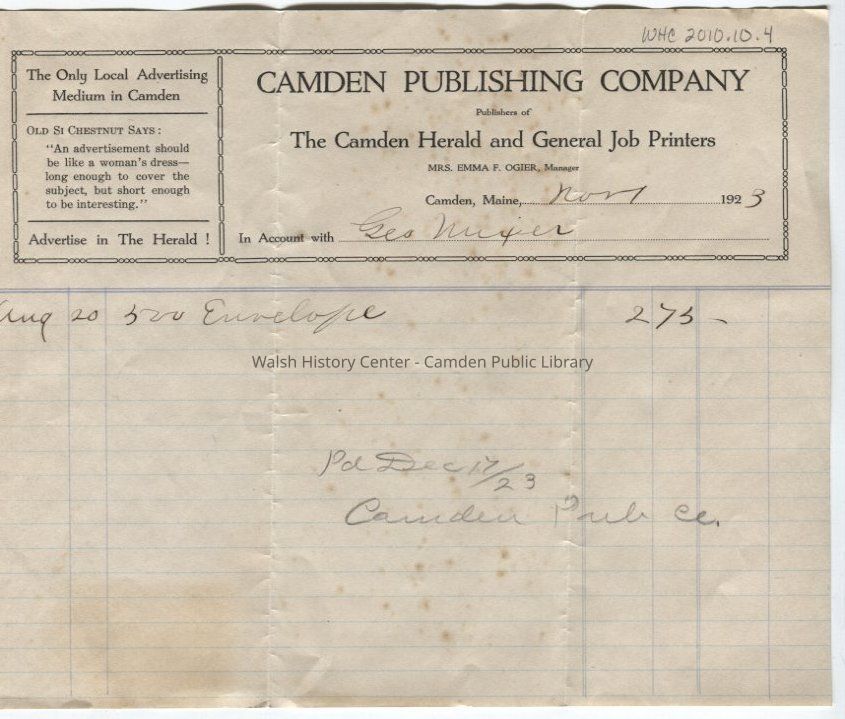 WHC 2010.10.4
The Only Local Advertising
Medium in Camden
OLD SI CHESTNUT SAYS:
"An advertisement should
be like a woman's dress—
long enough to cover the
subject, but short enough
to be interesting."
Advertise in The Herald !
CAMDEN PUBLISHING COMPANY
Publishers of
The Camden Herald and General Job Printers
MRS. EMMA F. OGIER, Manager
Camden, Maine, Nov 1 1923
In Account with Geo Mixer
Aug 20 500 Envelope 275 -
Walsh History Center - Camden Public Library
Pd Dec 17/23
Camden Pub Co.